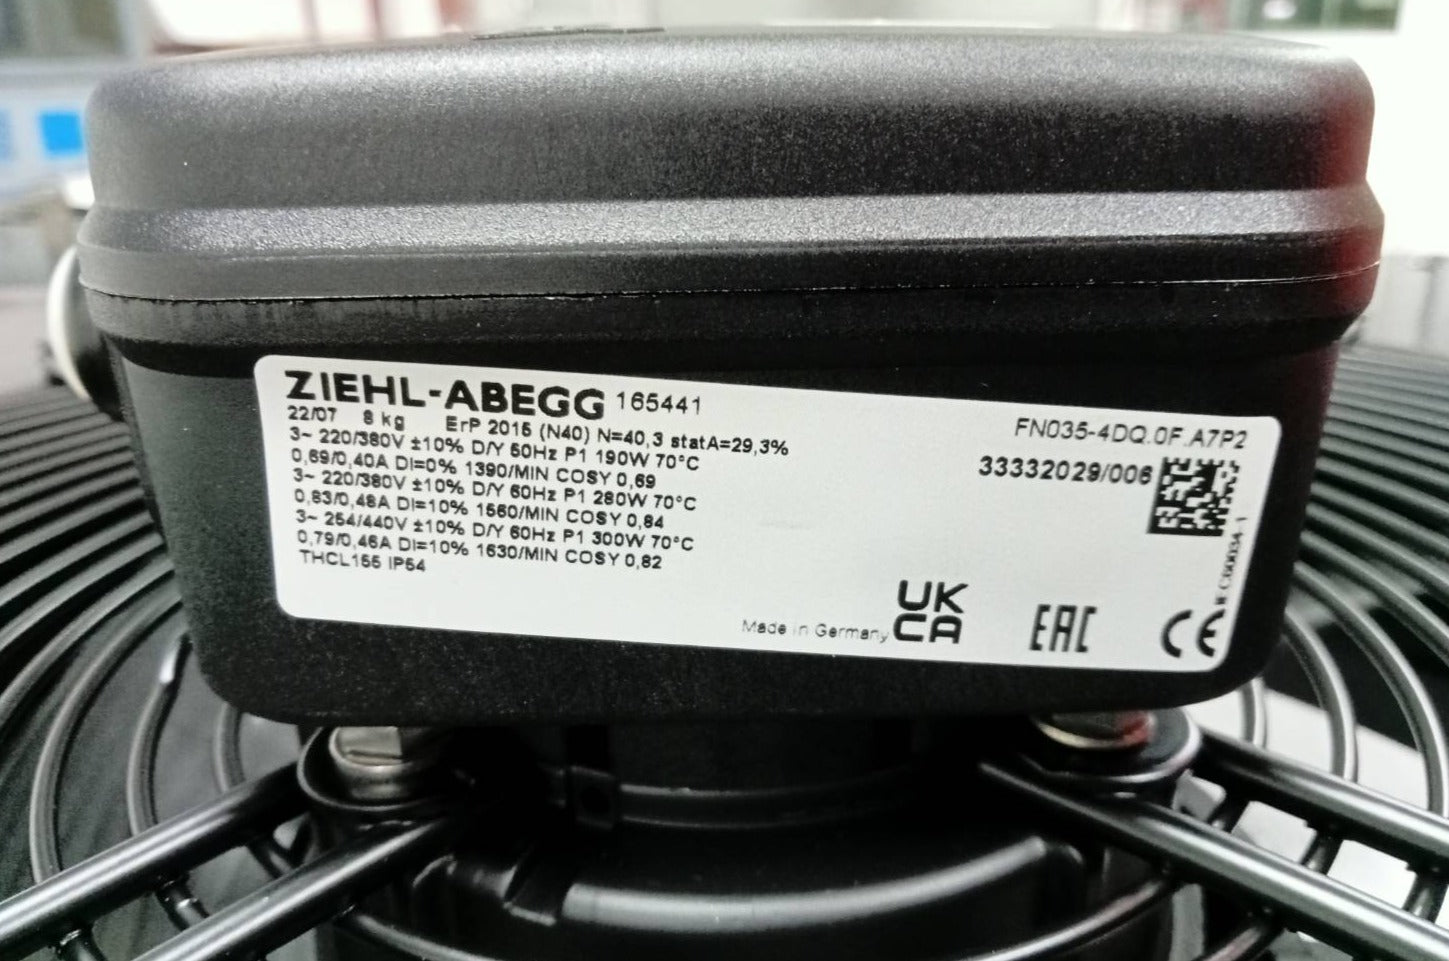 ZIEHL-ABEGG 165441
22/07 8 kg ErP 2015 (N40) N=40,3 statA=29,3%
3~ 220/380V ±10% D/Y 50Hz P1 190W 70°C
0,69/0,40A DI=0% 1390/MIN COSY 0,69
3~ 220/380V ±10% D/Y 60Hz P1 280W 70°C
0,83/0,48A DI=10% 1560/MIN COSY 0,84
3~ 254/440V ±10% D/Y 60Hz P1 300W 70°C
0,79/0,46A DI=10% 1630/MIN COSY 0,82
THCL155 IP54
FN035-4DQ.0F.A7P2
33332029/006
IEC60034-1
Made in Germany
UK
CA
EAC
CE